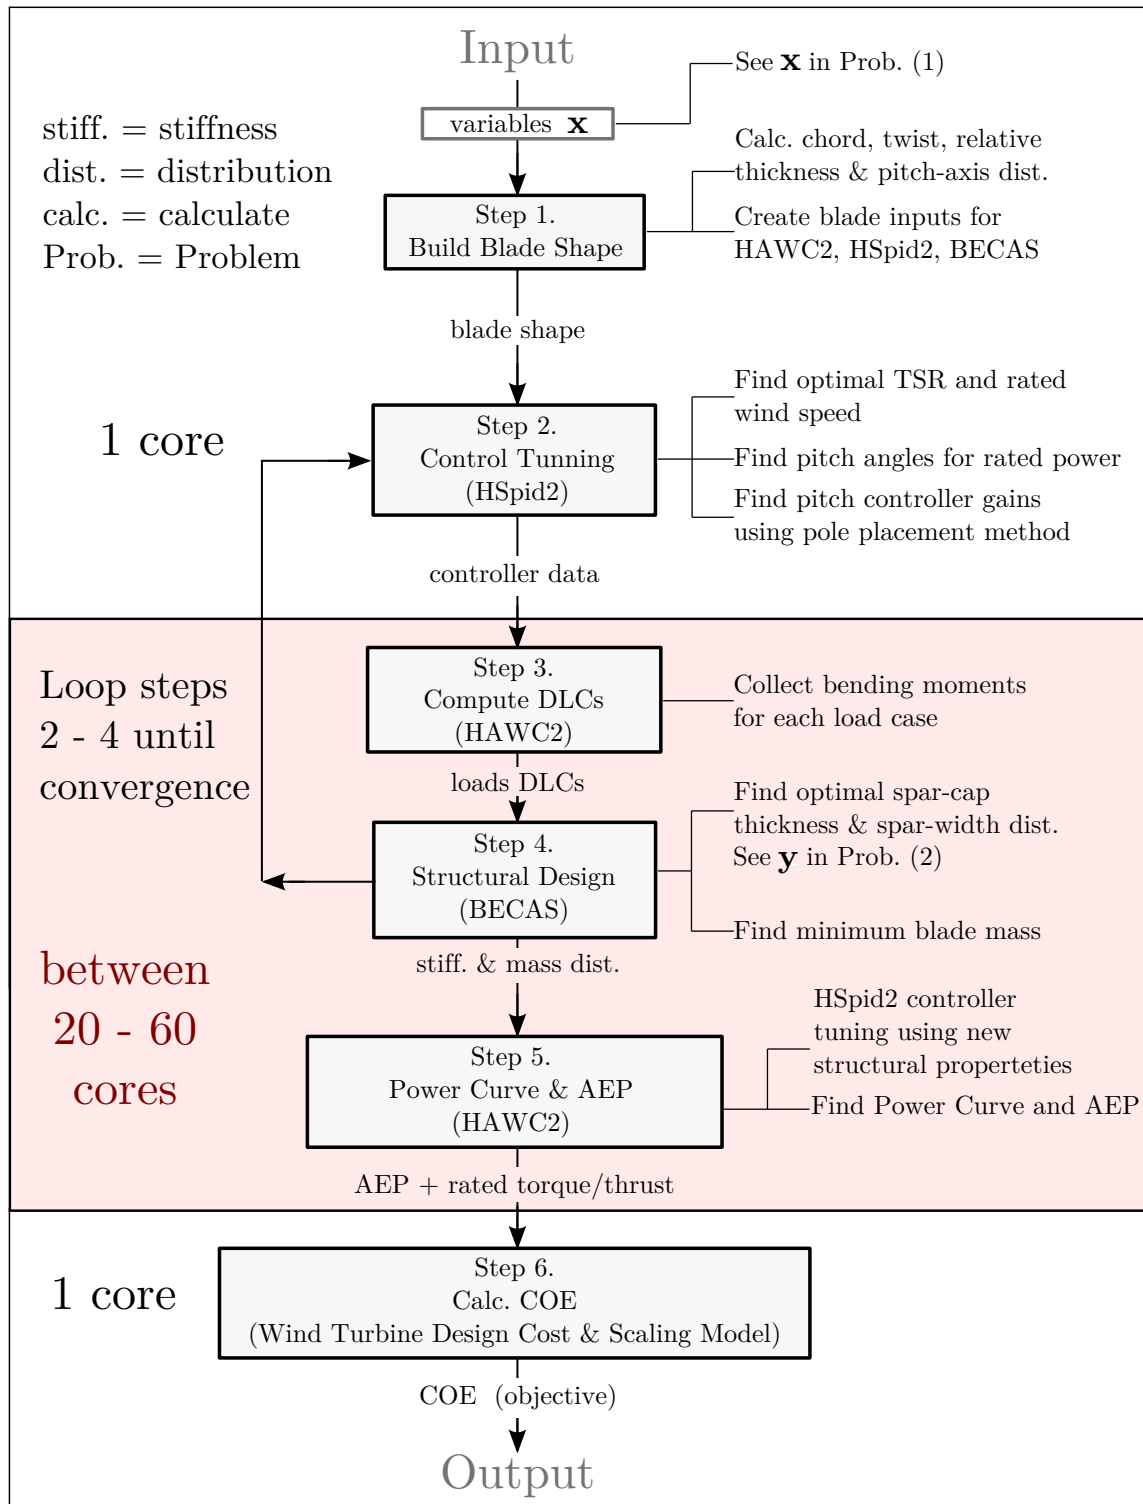 Input
variables x
See x in Prob. (1)
stiff. = stiffness
dist. = distribution
calc. = calculate
Prob. = Problem
Step 1.
Build Blade Shape
Calc. chord, twist, relative
thickness & pitch-axis dist.
Create blade inputs for
HAWC2, HSpid2, BECAS
blade shape
1 core
Step 2.
Control Tunning
(HSpid2)
Find optimal TSR and rated
wind speed
Find pitch angles for rated power
Find pitch controller gains
using pole placement method
controller data
Loop steps
2 - 4 until
convergence
Step 3.
Compute DLCs
(HAWC2)
Collect bending moments
for each load case
loads DLCs
Step 4.
Structural Design
(BECAS)
Find optimal spar-cap
thickness & spar-width dist.
See y in Prob. (2)
Find minimum blade mass
stiff. & mass dist.
between
20 - 60
cores
Step 5.
Power Curve & AEP
(HAWC2)
HSpid2 controller
tuning using new
structural properteties
Find Power Curve and AEP
AEP + rated torque/thrust
1 core
Step 6.
Calc. COE
(Wind Turbine Design Cost & Scaling Model)
COE (objective)
Output